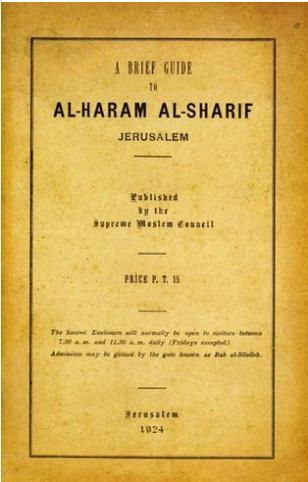 A BRIEF GUIDE
TO
AL-HARAM AL-SHARIF
JERUSALEM
Published
by the
Supreme Moslem Council
PRICE P. T. 15
The Sacred Enclosure will normally be open to visitors between
7.30 a. m. and 11.30 a. m. daily (Fridays excepted)
Admission may be gained by the gate known as Bab al-Silsileh.
Jerusalem
1924